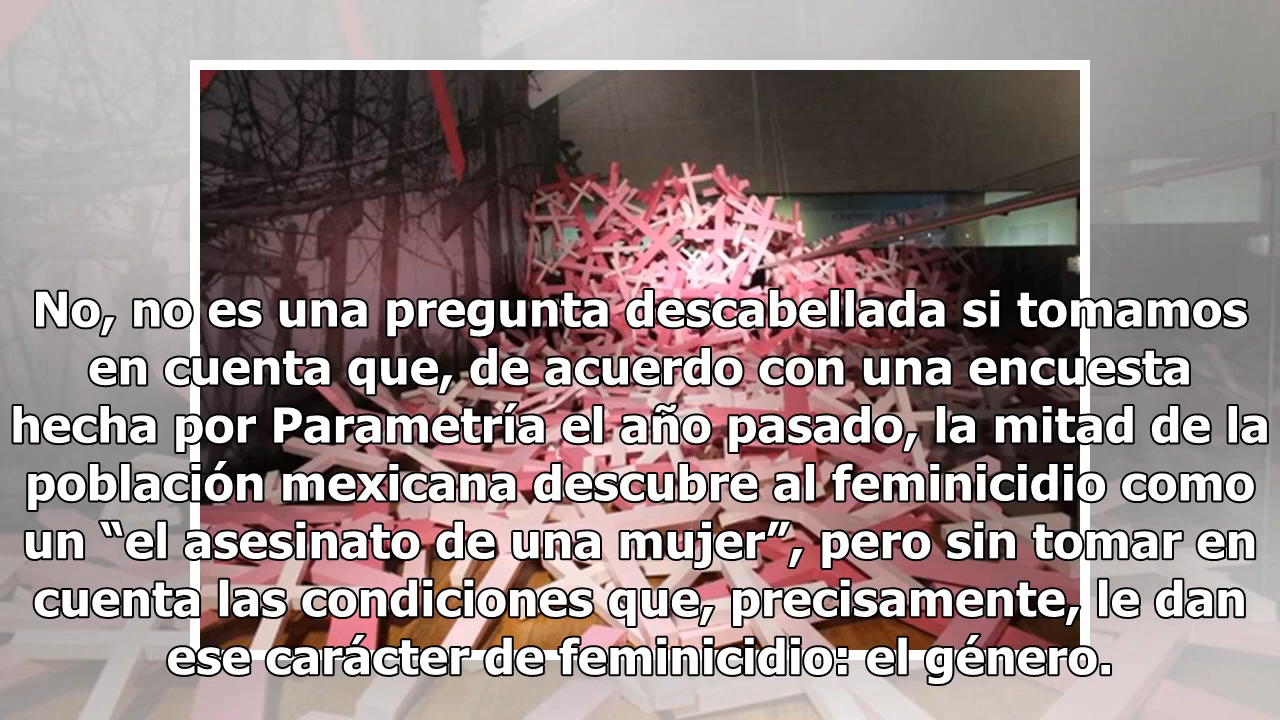 No, no es una pregunta descabellada si tomamos
en cuenta que, de acuerdo con una encuesta
hecha por Parametría el año pasado, la mitad de la
población mexicana descubre al feminicidio como
un “el asesinato de una mujer”, pero sin tomar en
cuenta las condiciones que, precisamente, le dan
ese carácter de feminicidio: el género.